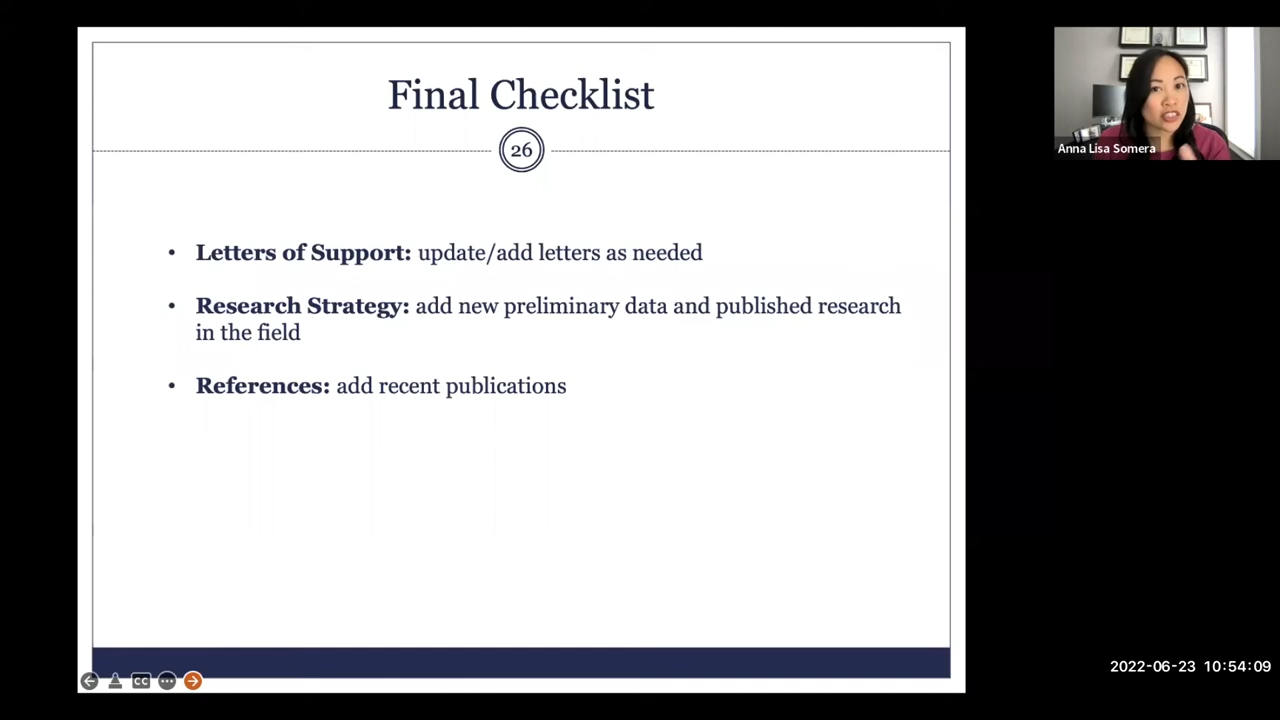 Final Checklist
26
• Letters of Support: update/add letters as needed
• Research Strategy: add new preliminary data and published research
in the field
• References: add recent publications
CC
Anna Lisa Somera
2022-06-23 10:54:09